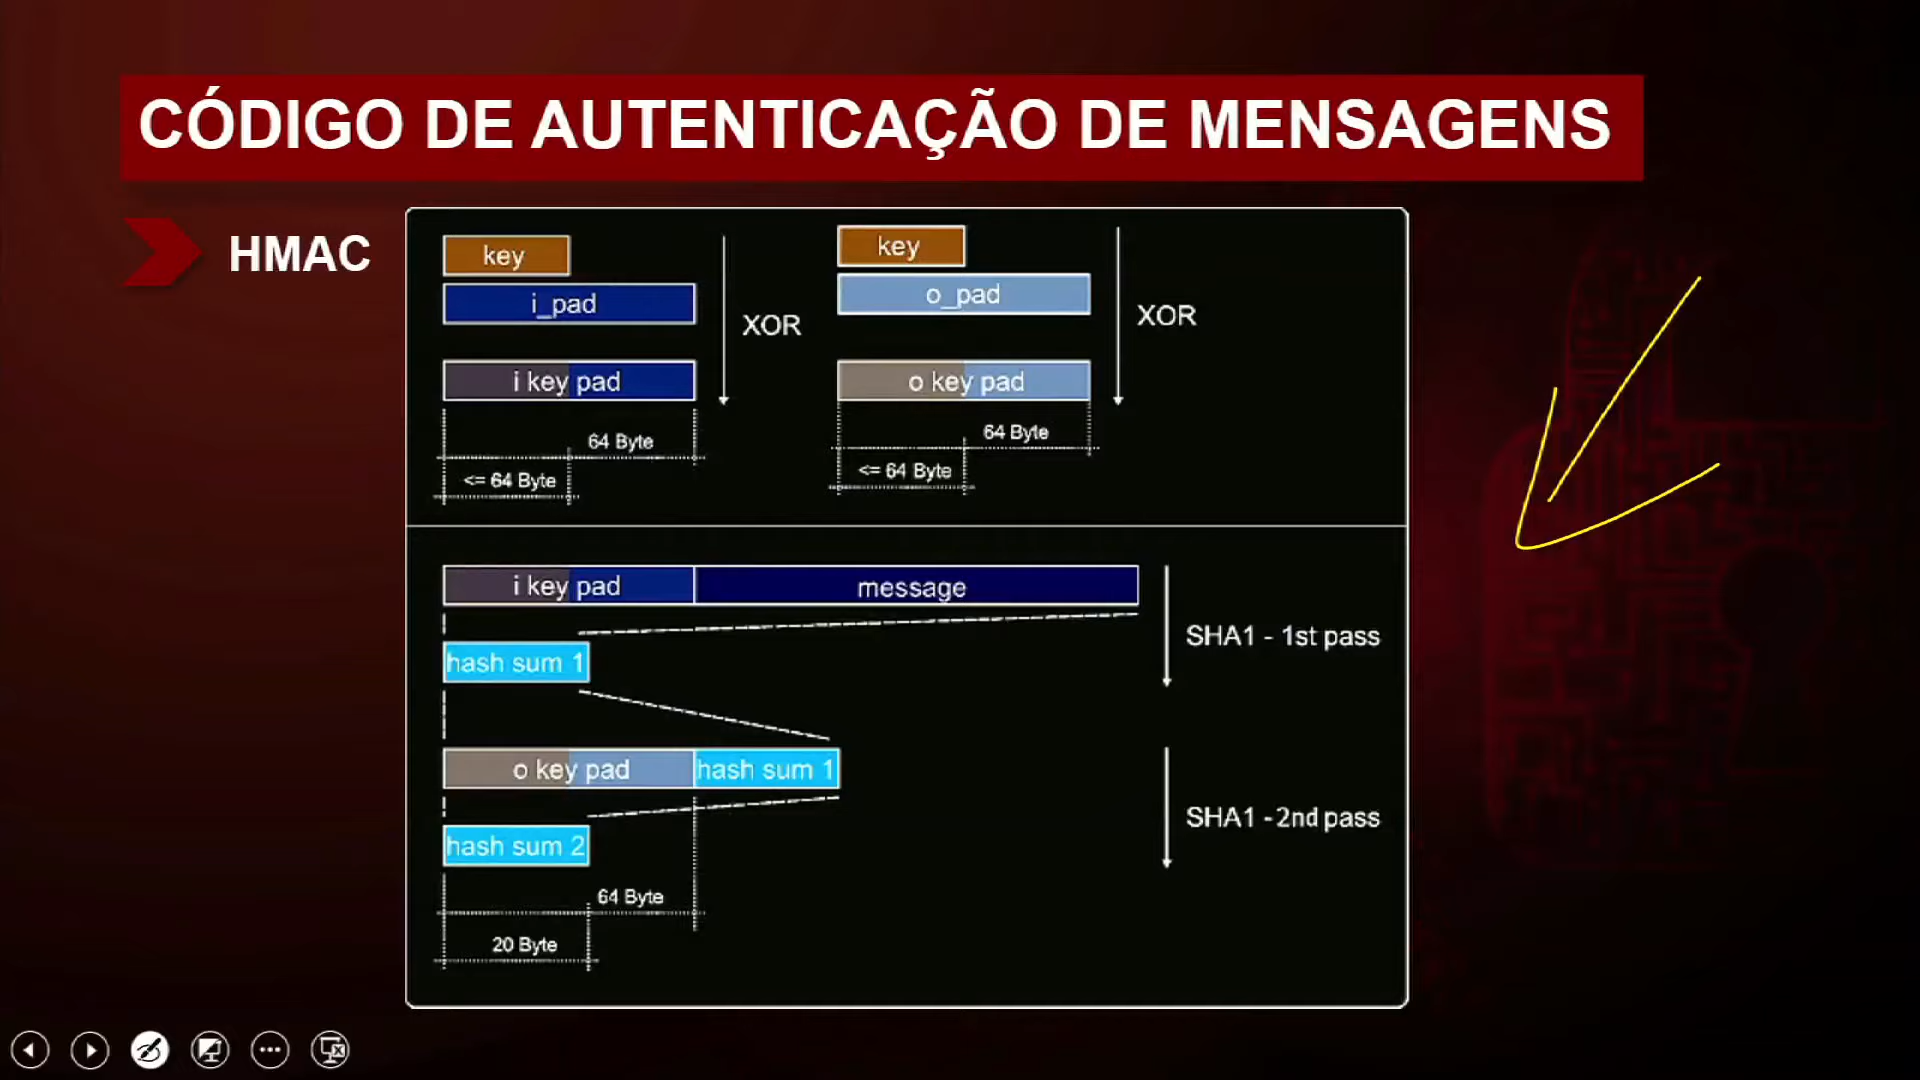 CÓDIGO DE AUTENTICAÇÃO DE MENSAGENS
HMAC
key
i_pad
XOR
i key pad
64 Byte
<= 64 Byte
key
o_pad
XOR
o key pad
64 Byte
<= 64 Byte
i key pad message
SHA1 - 1st pass
hash sum 1
o key pad hash sum 1
SHA1 - 2nd pass
hash sum 2
64 Byte
20 Byte